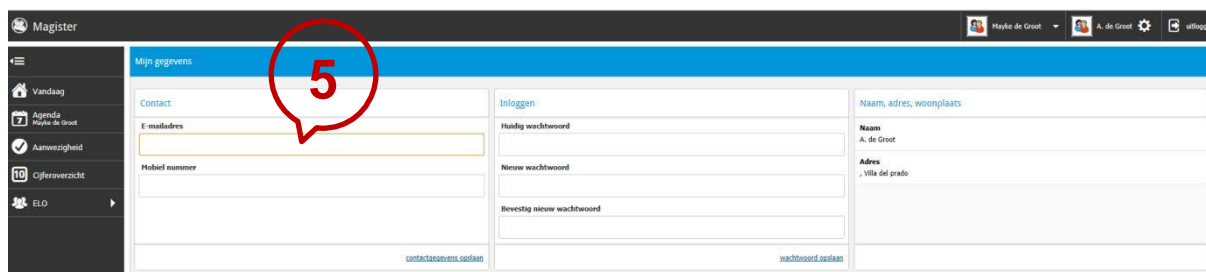 Magister
Mayke de Groot
A. de Groot
uitlogg
Mijn gegevens
5
Vandaag
Agenda
Mayke de Groot
7
Aanwezigheid
10
Cijferoverzicht
ELO
Contact
E-mailadres
Mobiel nummer
contactgegevens opslaan
Inloggen
Huidig wachtwoord
Nieuw wachtwoord
Bevestig nieuw wachtwoord
wachtwoord opslaan
Naam, adres, woonplaats
Naam
A. de Groot
Adres
, Villa del prado